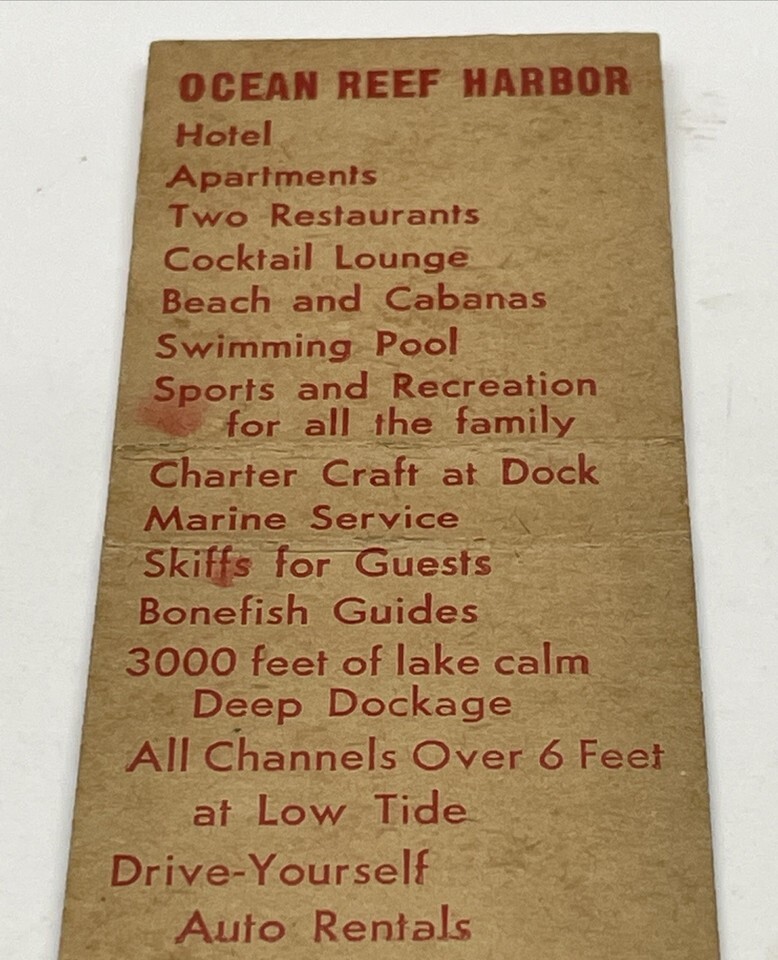 OCEAN REEF HARBOR
Hotel
Apartments
Two Restaurants
Cocktail Lounge
Beach and Cabanas
Swimming Pool
Sports and Recreation
for all the family
Charter Craft at Dock
Marine Service
Skiffs for Guests
Bonefish Guides
3000 feet of lake calm
Deep Dockage
All Channels Over 6 Feet
at Low Tide
Drive-Yourself
Auto Rentals